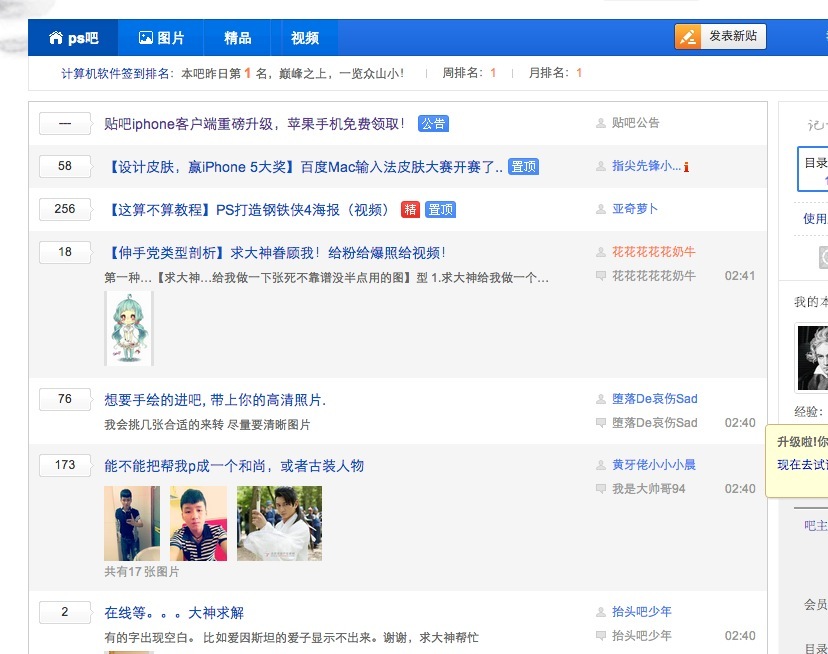 ps吧 图片 精品 视频 发表新贴
计算机软件签到排名：本吧昨日第1名，巅峰之上，一览众山小！ 周排名：1 月排名：1
一 贴吧iphone客户端重磅升级，苹果手机免费领取！ 公告 贴吧公告
58 【设计皮肤，赢iPhone 5大奖】百度Mac输入法皮肤大赛开赛了.. 置顶 指尖先锋小...
256 【这算不算教程】PS打造钢铁侠4海报（视频） 精 置顶 亚奇萝卜
18 【伸手党类型剖析】求大神眷顾我！给粉给爆照给视频！ 花花花花花奶牛
第一种...【求大神...给我做一下张死不靠谱没半点用的图】型 1.求大神给我做一个... 花花花花花奶牛 02:41
76 想要手绘的进吧, 带上你的高清照片. 堕落De哀伤Sad
我会挑几张合适的来转 尽量要清晰图片 堕落De哀伤Sad 02:40
173 能不能把帮我p成一个和尚，或者古装人物 黄牙佬小小小晨
我是大帅哥94 02:40
共有17张图片
2 在线等。。。大神求解 抬头吧少年
有的字出现空白。 比如爱因斯坦的爱子显示不出来。谢谢，求大神帮忙 抬头吧少年 02:40
目录
使用
我的本
经验：
升级啦!你
现在去试
吧主
会员
目录